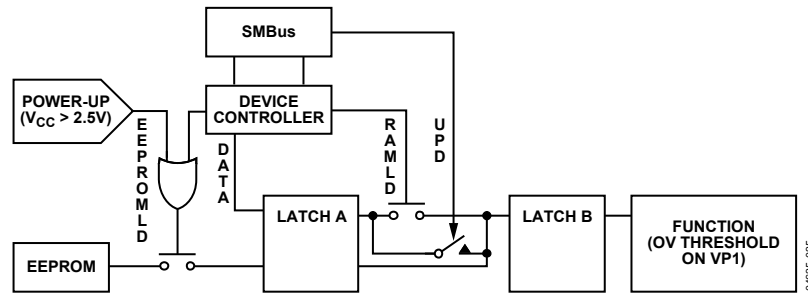 SMBus
POWER-UP
(VCC > 2.5V)
DEVICE
CONTROLLER
EEPROMLD
DATA
RAMLD
UPD
LATCH A
LATCH B
FUNCTION
(OV THRESHOLD
ON VP1)
EEPROM